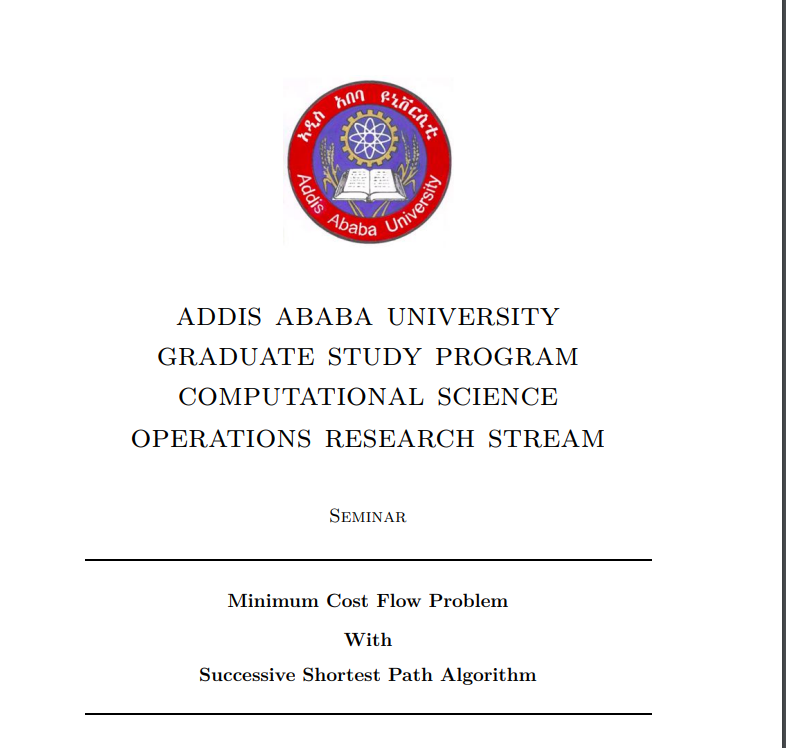 አዲስ አበባ ዩኒቨርሲቲ
Addis Ababa University
ADDIS ABABA UNIVERSITY
GRADUATE STUDY PROGRAM
COMPUTATIONAL SCIENCE
OPERATIONS RESEARCH STREAM
SEMINAR
Minimum Cost Flow Problem
With
Successive Shortest Path Algorithm